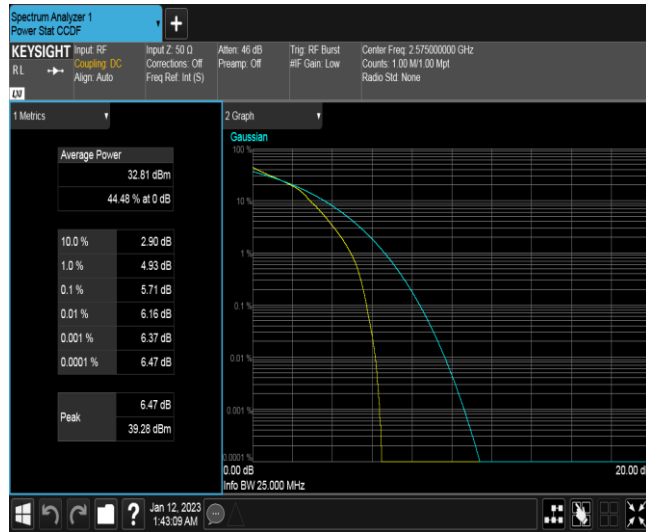 Spectrum Analyzer 1
Power Stat CCDF
KEYSIGHT
Input: RF
Input Z: 50 Ω
Atten: 46 dB
Trig: RF Burst
Center Freq: 2.575000000 GHz
RL
Coupling: DC
Corrections: Off
Preamp: Off
#IF Gain: Low
Counts: 1.00 M/1.00 Mpt
Align: Auto
Freq Ref: Int (S)
Radio Std: None
LXI
1 Metrics
2 Graph
Gaussian
Average Power
32.81 dBm
44.48 % at 0 dB
10.0 % 2.90 dB
1.0 % 4.93 dB
0.1 % 5.71 dB
0.01 % 6.16 dB
0.001 % 6.37 dB
0.0001 % 6.47 dB
Peak
6.47 dB
39.28 dBm
100 %
10 %
1 %
0.1 %
0.01 %
0.001 %
0.0001 %
0.00 dB
20.00 d
Info BW 25.000 MHz
?
Jan 12, 2023
1:43:09 AM